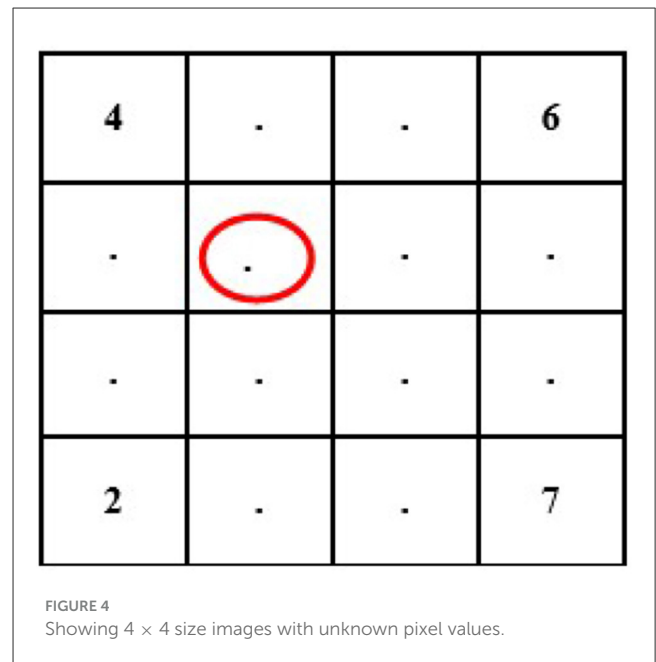 4 . . 6
. . . .
. . . .
2 . . 7
FIGURE 4
Showing 4 × 4 size images with unknown pixel values.